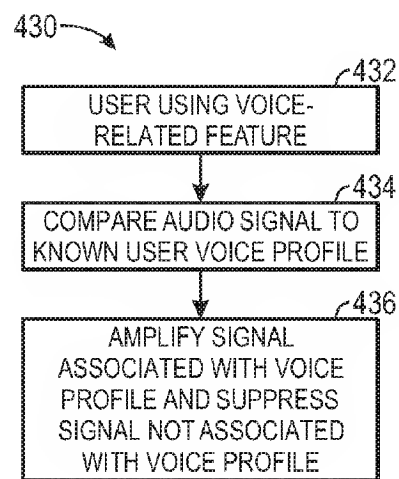 430
432
USER USING VOICE-
RELATED FEATURE
434
COMPARE AUDIO SIGNAL TO
KNOWN USER VOICE PROFILE
436
AMPLIFY SIGNAL
ASSOCIATED WITH VOICE
PROFILE AND SUPPRESS
SIGNAL NOT ASSOCIATED
WITH VOICE PROFILE